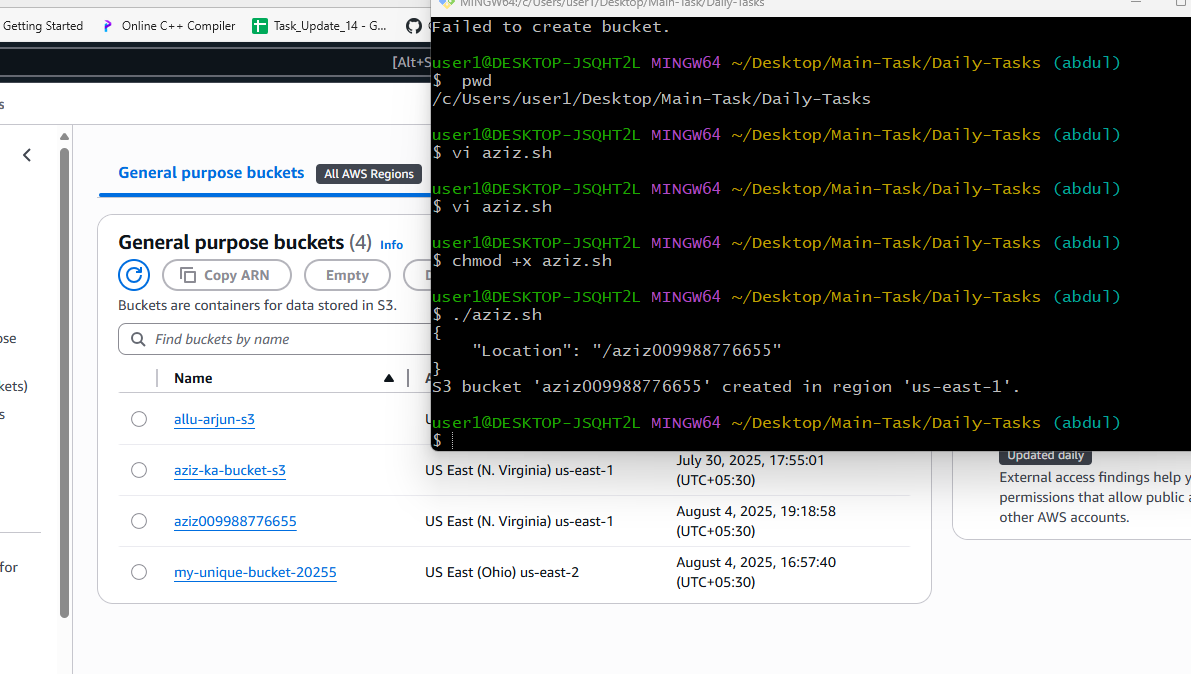 MINGW64:/c/Users/user1/Desktop/Main-Task/Daily-Tasks
Getting Started
Online C++ Compiler
Task_Update_14 - G...
[Alt+S
General purpose buckets
All AWS Regions
General purpose buckets (4) Info
Copy ARN
Empty
Buckets are containers for data stored in S3.
Find buckets by name
Name
allu-arjun-s3
aziz-ka-bucket-s3
US East (N. Virginia) us-east-1
July 30, 2025, 17:55:01
(UTC+05:30)
aziz009988776655
US East (N. Virginia) us-east-1
August 4, 2025, 19:18:58
(UTC+05:30)
my-unique-bucket-20255
US East (Ohio) us-east-2
August 4, 2025, 16:57:40
(UTC+05:30)
Failed to create bucket.
user1@DESKTOP-JSQHT2L MINGW64 ~/Desktop/Main-Task/Daily-Tasks (abdul)
$  pwd
/c/Users/user1/Desktop/Main-Task/Daily-Tasks
user1@DESKTOP-JSQHT2L MINGW64 ~/Desktop/Main-Task/Daily-Tasks (abdul)
$ vi aziz.sh
user1@DESKTOP-JSQHT2L MINGW64 ~/Desktop/Main-Task/Daily-Tasks (abdul)
$ vi aziz.sh
user1@DESKTOP-JSQHT2L MINGW64 ~/Desktop/Main-Task/Daily-Tasks (abdul)
$ chmod +x aziz.sh
user1@DESKTOP-JSQHT2L MINGW64 ~/Desktop/Main-Task/Daily-Tasks (abdul)
$ ./aziz.sh
{
"Location": "/aziz009988776655"
}
s3 bucket 'aziz009988776655' created in region 'us-east-1'.
user1@DESKTOP-JSQHT2L MINGW64 ~/Desktop/Main-Task/Daily-Tasks (abdul)
$
Updated daily
External access findings help y
permissions that allow public a
other AWS accounts.
ose
kets)
s
for